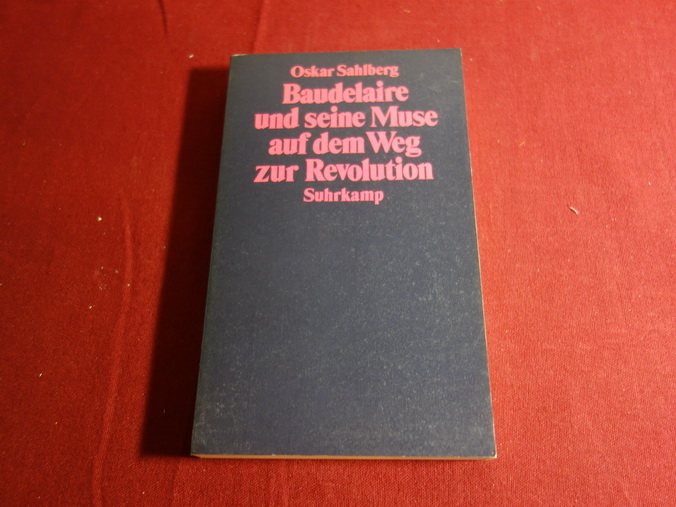 Oskar Sahlberg
Baudelaire
und seine Muse
auf dem Weg
zur Revolution
Suhrkamp